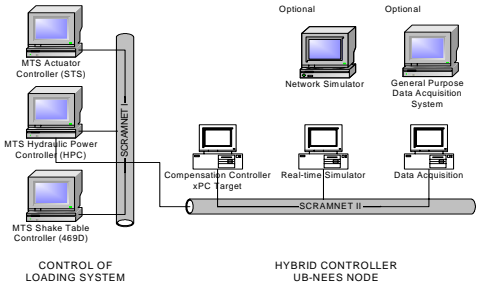 Optional
Optional
MTS Actuator
Controller (STS)
Network Simulator
General Purpose
Data Acquisition
System
SCRAMNET I
MTS Hydraulic Power
Controller (HPC)
Compensation Controller
xPC Target
Real-time Simulator
Data Acquisition
SCRAMNET II
MTS Shake Table
Controller (469D)
CONTROL OF
LOADING SYSTEM
HYBRID CONTROLLER
UB-NEES NODE